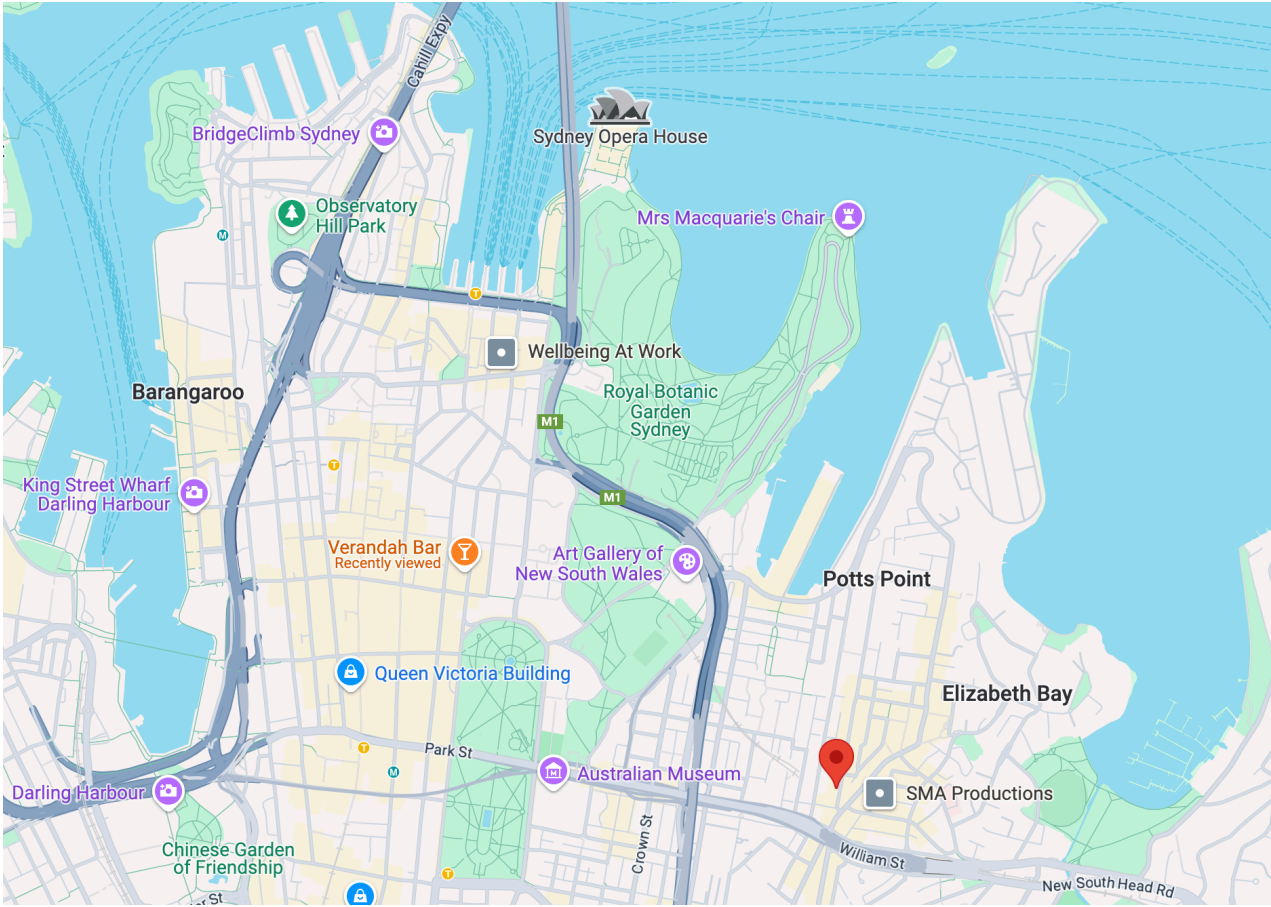 Cahill Expy
BridgeClimb Sydney
Sydney Opera House
Observatory
Hill Park
Mrs Macquarie's Chair
M
T
Wellbeing At Work
Barangaroo
Royal Botanic
Garden
Sydney
M1
T
King Street Wharf
Darling Harbour
M1
Verandah Bar
Recently viewed
Art Gallery of
New South Wales
Potts Point
Queen Victoria Building
Elizabeth Bay
Park St
T
M
Australian Museum
Darling Harbour
SMA Productions
Crown St
Chinese Garden
of Friendship
William St
T
New South Head Rd
St